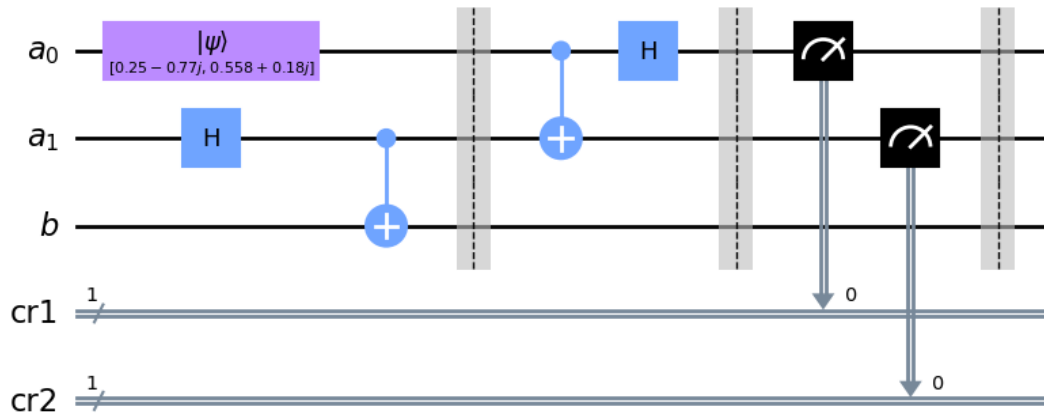 a0 |ψ⟩ H
[0.25 − 0.77j, 0.558 + 0.18j]
a1 H
b
cr1 1 0
cr2 1 0